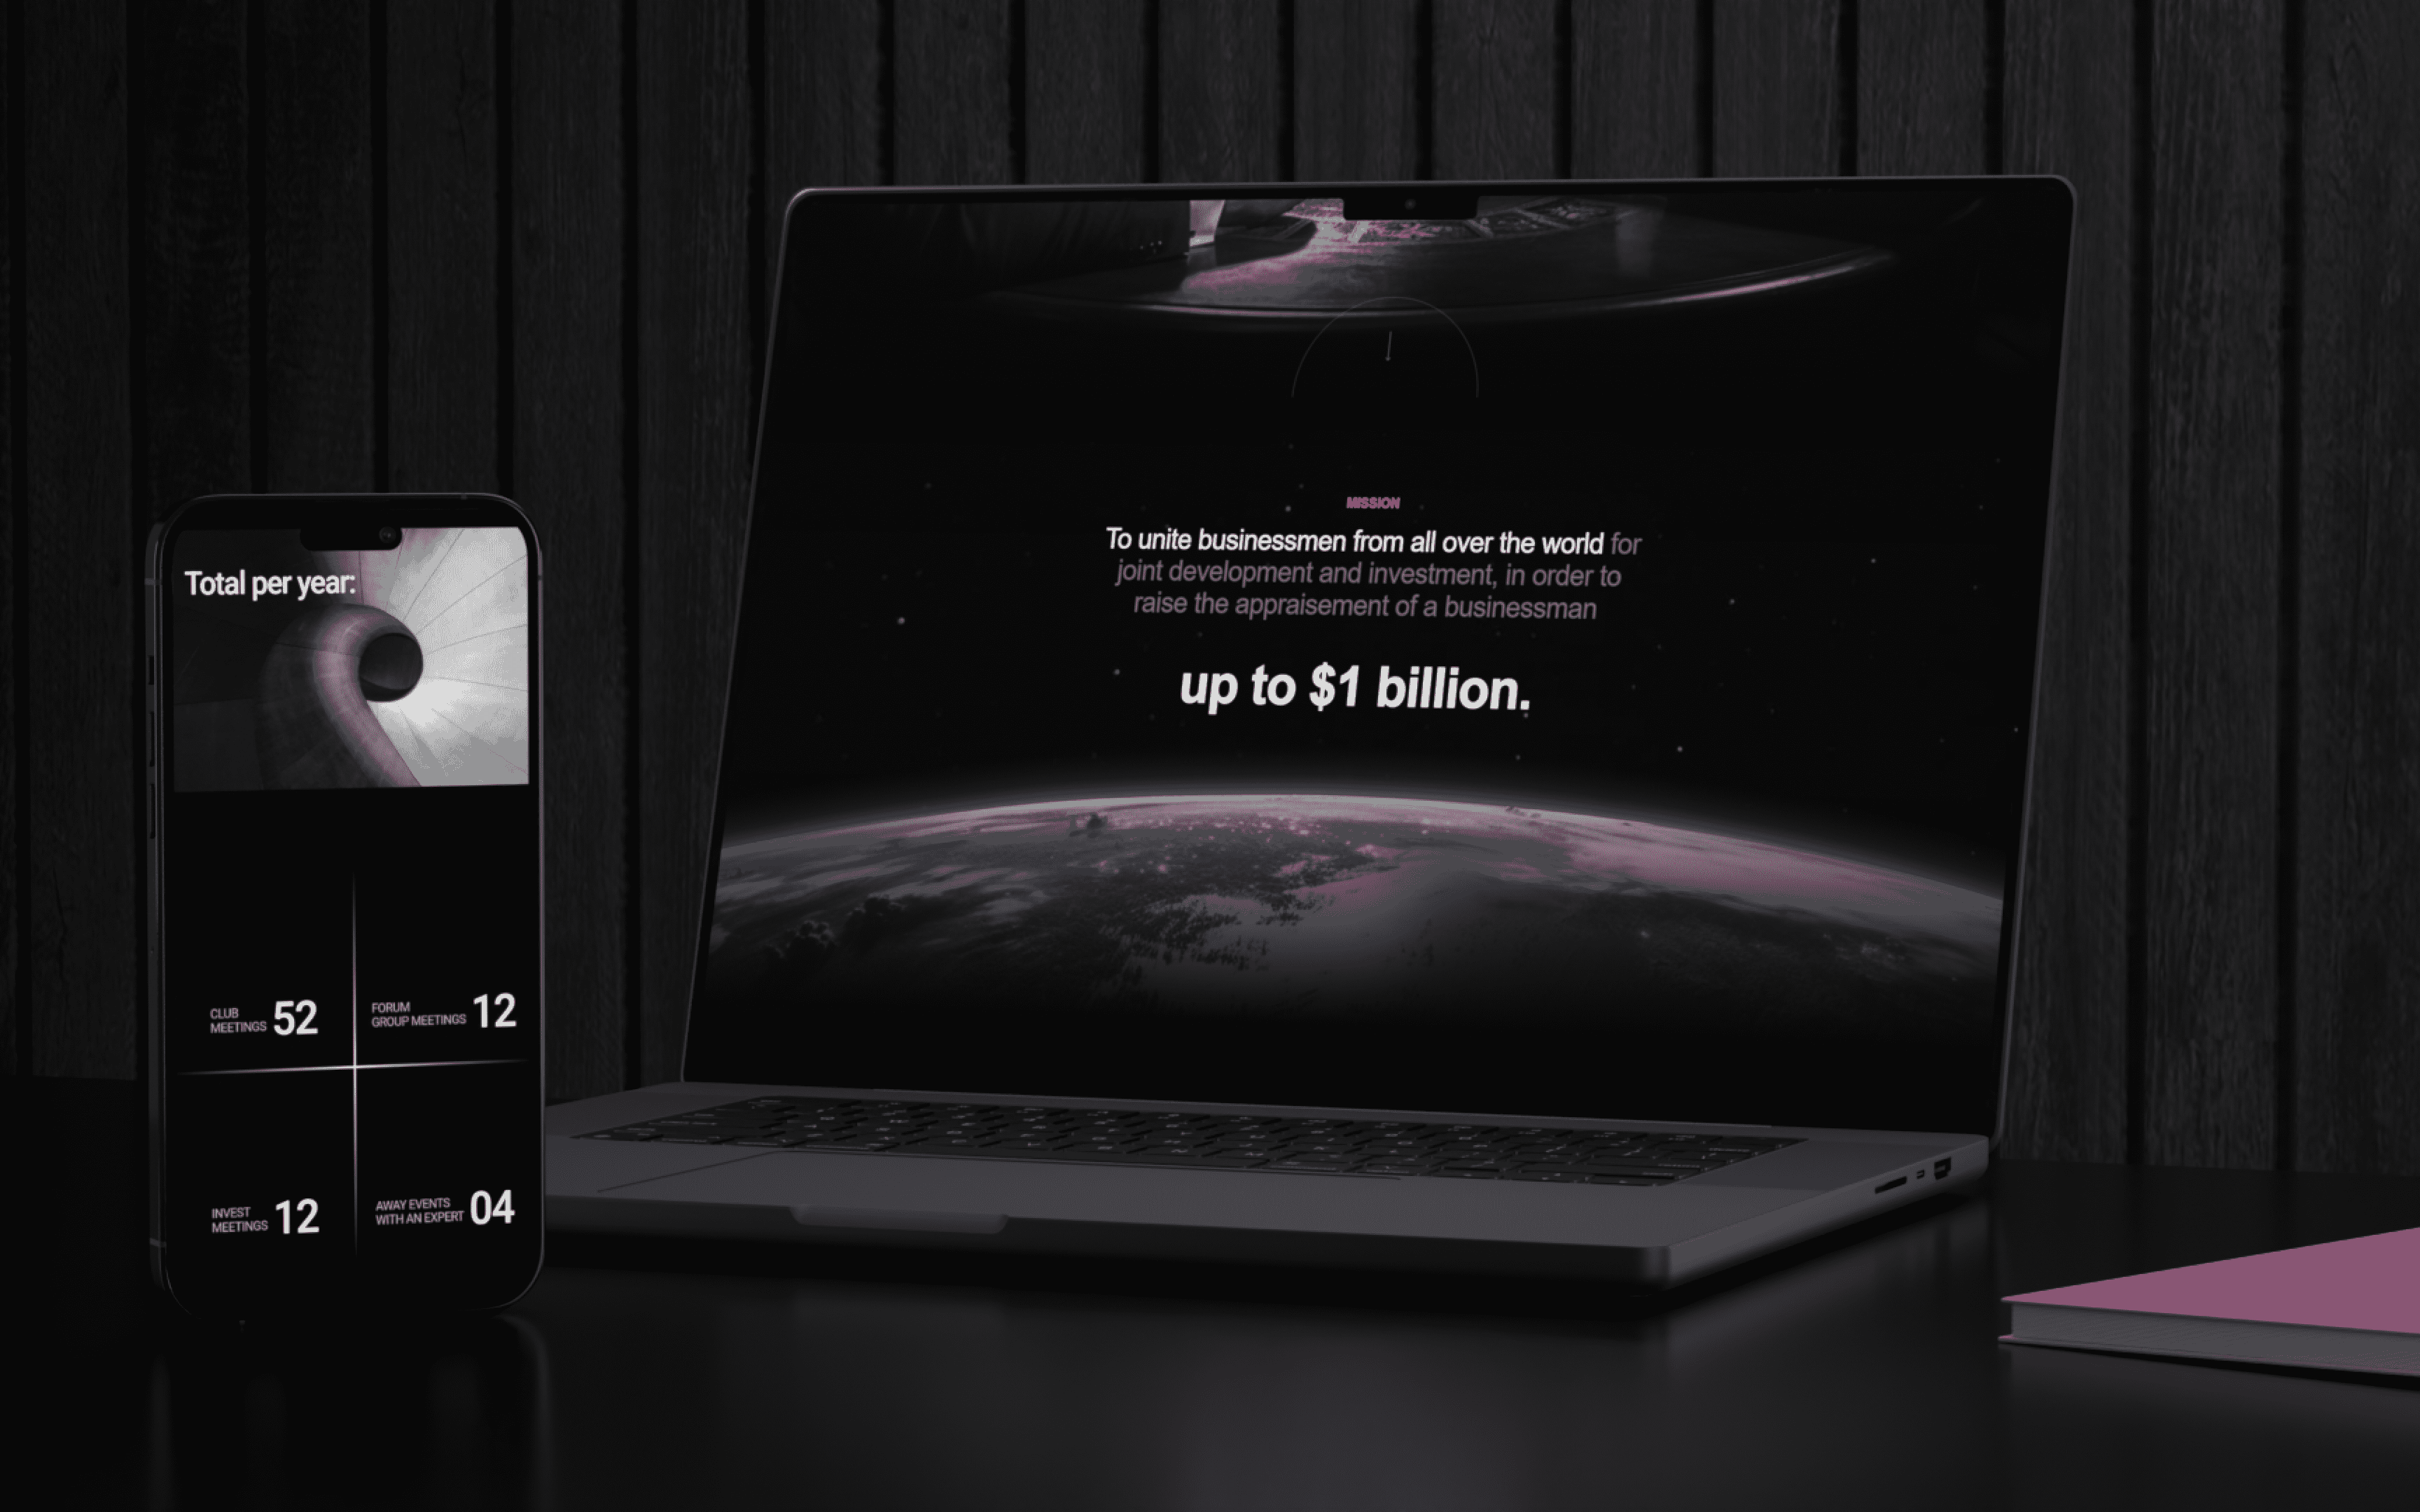 Total per year:
CLUB
MEETINGS 52
FORUM
GROUP MEETINGS 12
INVEST
MEETINGS 12
AWAY EVENTS
WITH AN EXPERT 04
MISSION
To unite businessmen from all over the world for
joint development and investment, in order to
raise the appraisement of a businessman
up to $1 billion.